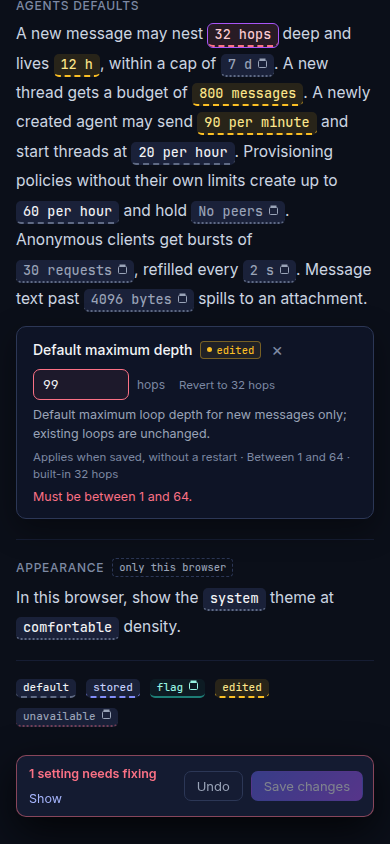 AGENTS DEFAULTS
A new message may nest 32 hops deep and
lives 12 h, within a cap of 7 d. A new
thread gets a budget of 800 messages. A newly
created agent may send 90 per minute and
start threads at 20 per hour. Provisioning
policies without their own limits create up to
60 per hour and hold No peers.
Anonymous clients get bursts of
30 requests, refilled every 2 s. Message
text past 4096 bytes spills to an attachment.
Default maximum depth edited ×
99 hops Revert to 32 hops
Default maximum loop depth for new messages only;
existing loops are unchanged.
Applies when saved, without a restart · Between 1 and 64 ·
built-in 32 hops
Must be between 1 and 64.
APPEARANCE only this browser
In this browser, show the system theme at
comfortable density.
default stored flag edited
unavailable
1 setting needs fixing
Show
Undo Save changes